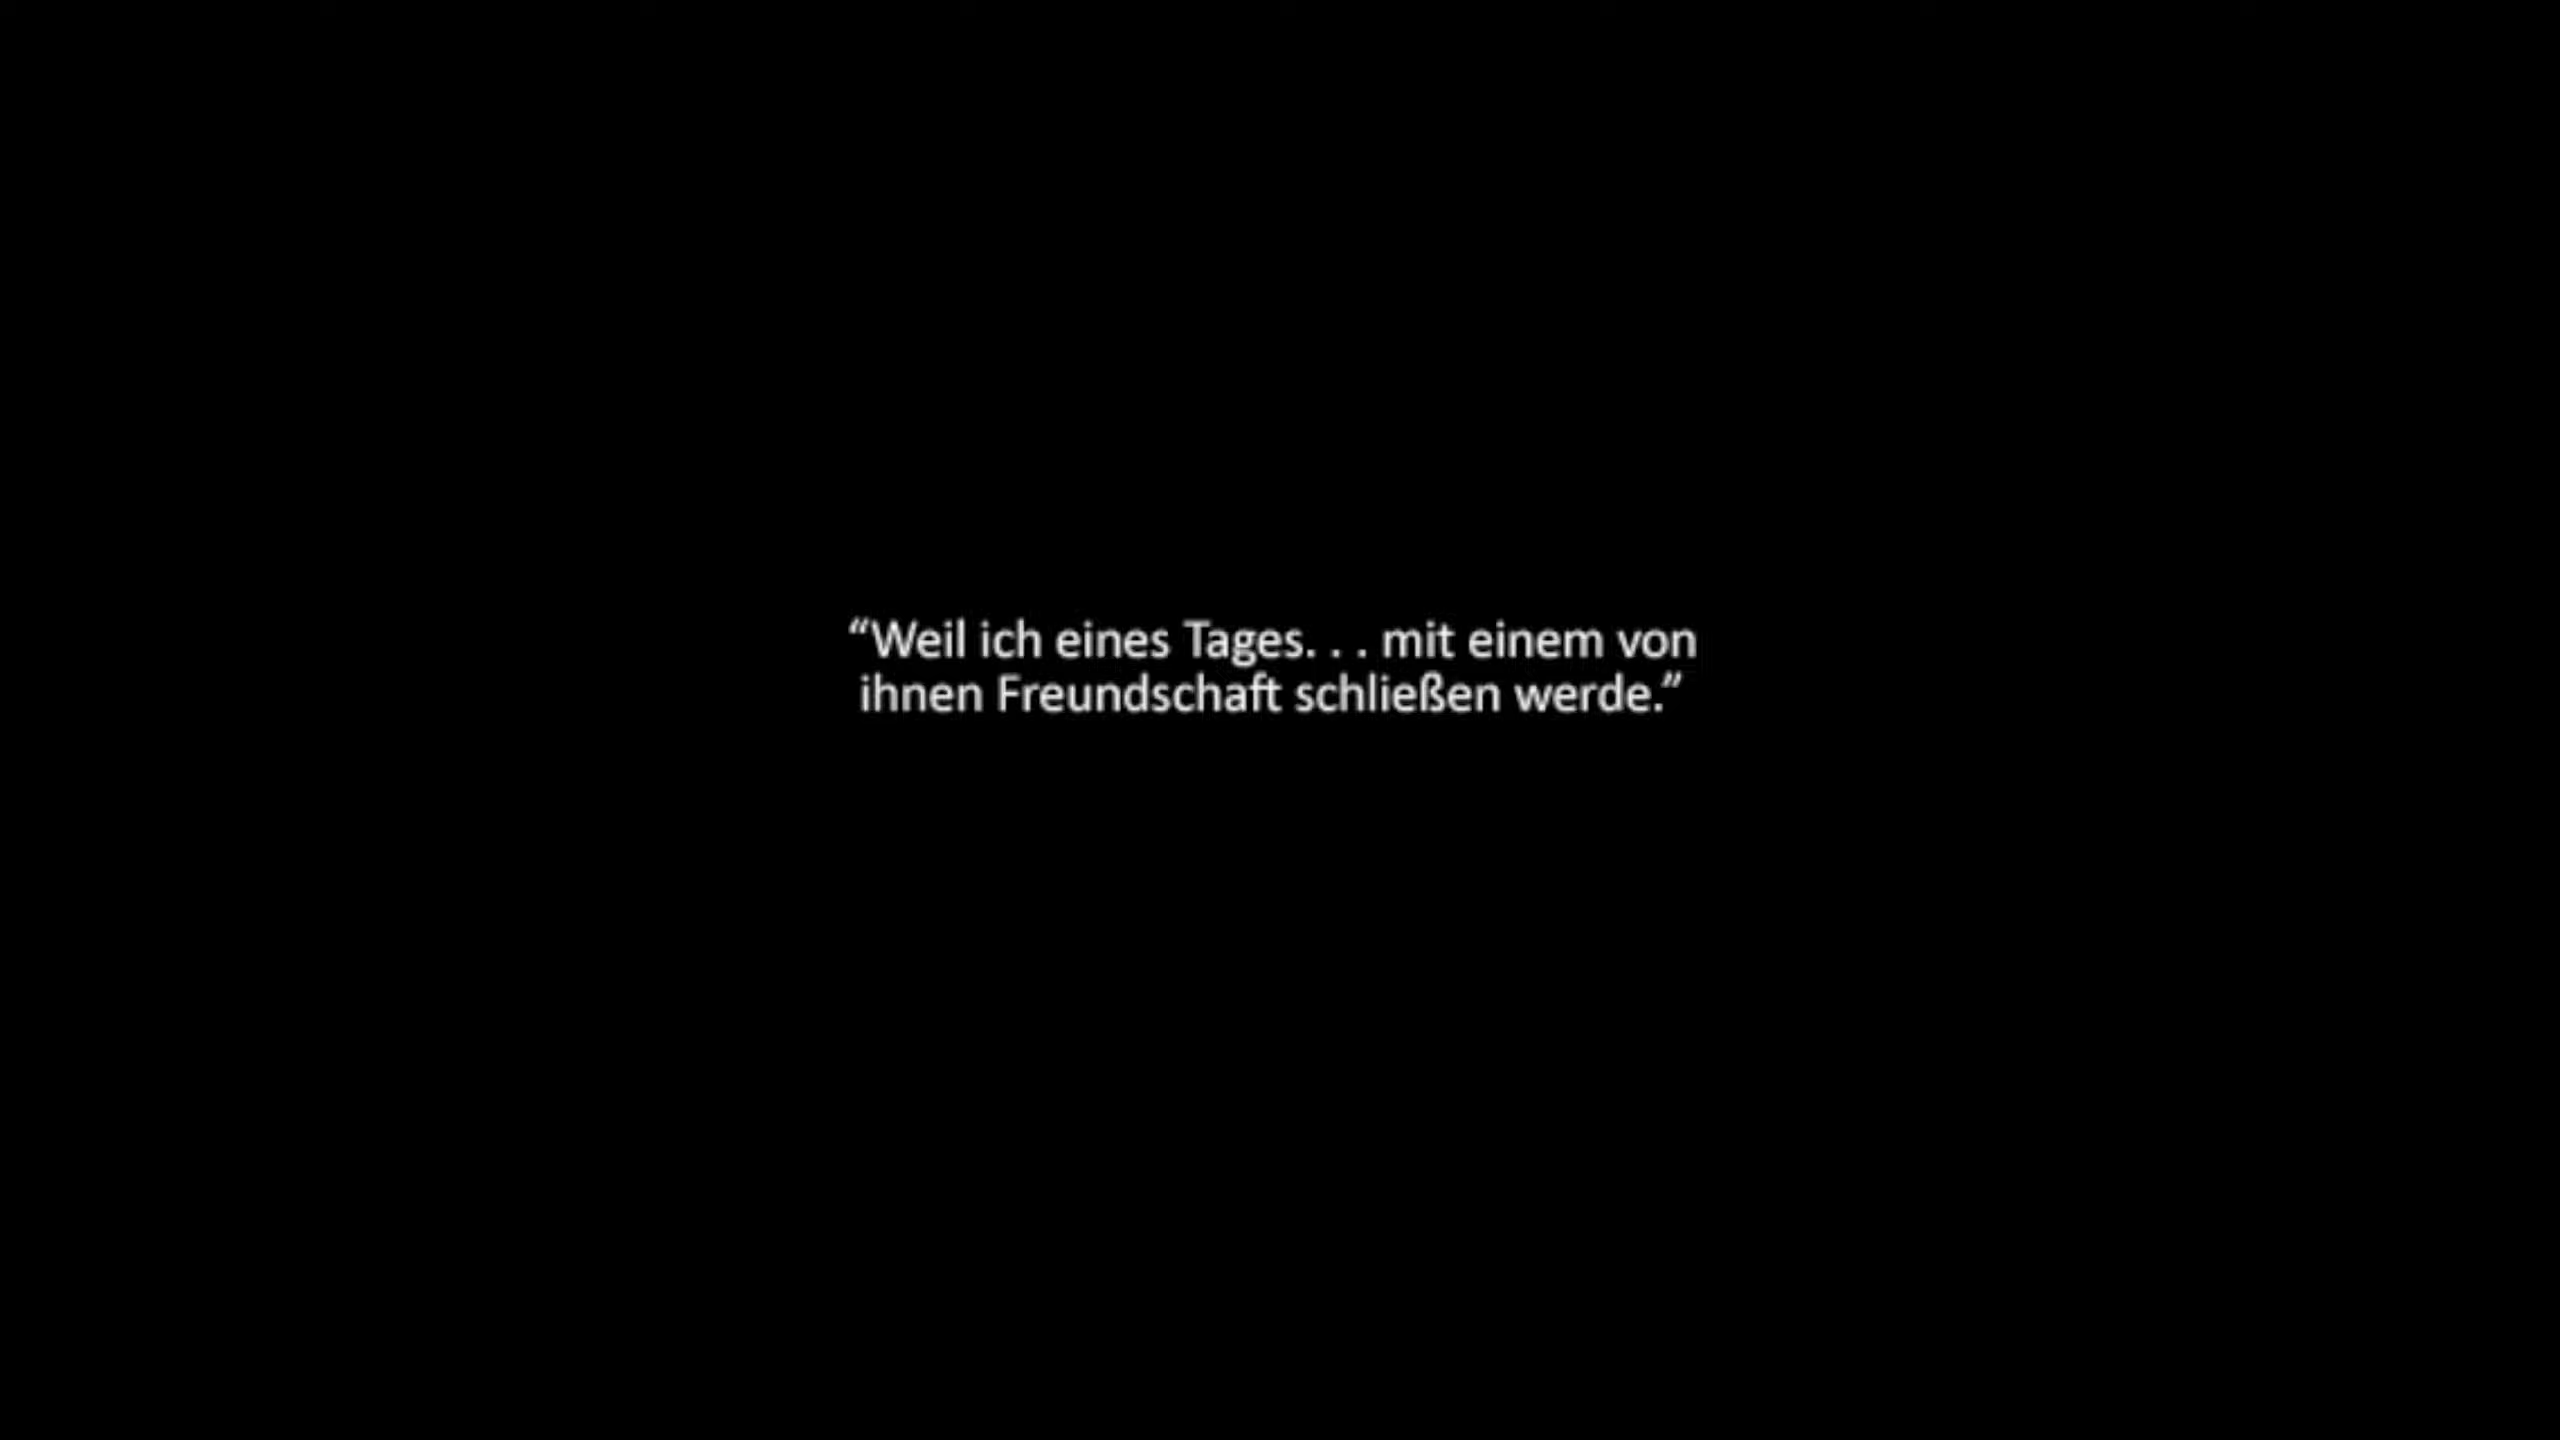 “Weil ich eines Tages. . . mit einem von
ihnen Freundschaft schließen werde.”